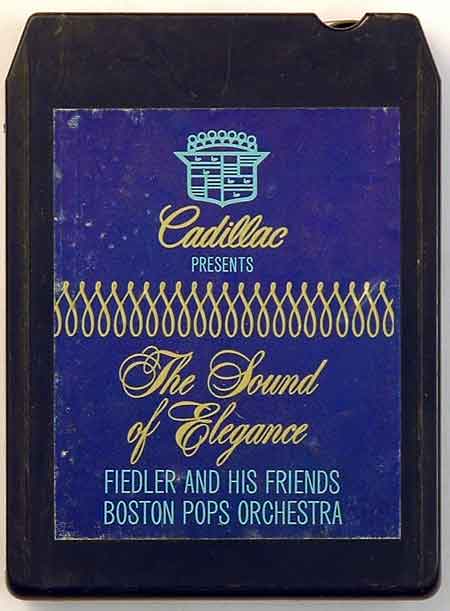 Cadillac
PRESENTS
The Sound
of Elegance
FIEDLER AND HIS FRIENDS
BOSTON POPS ORCHESTRA